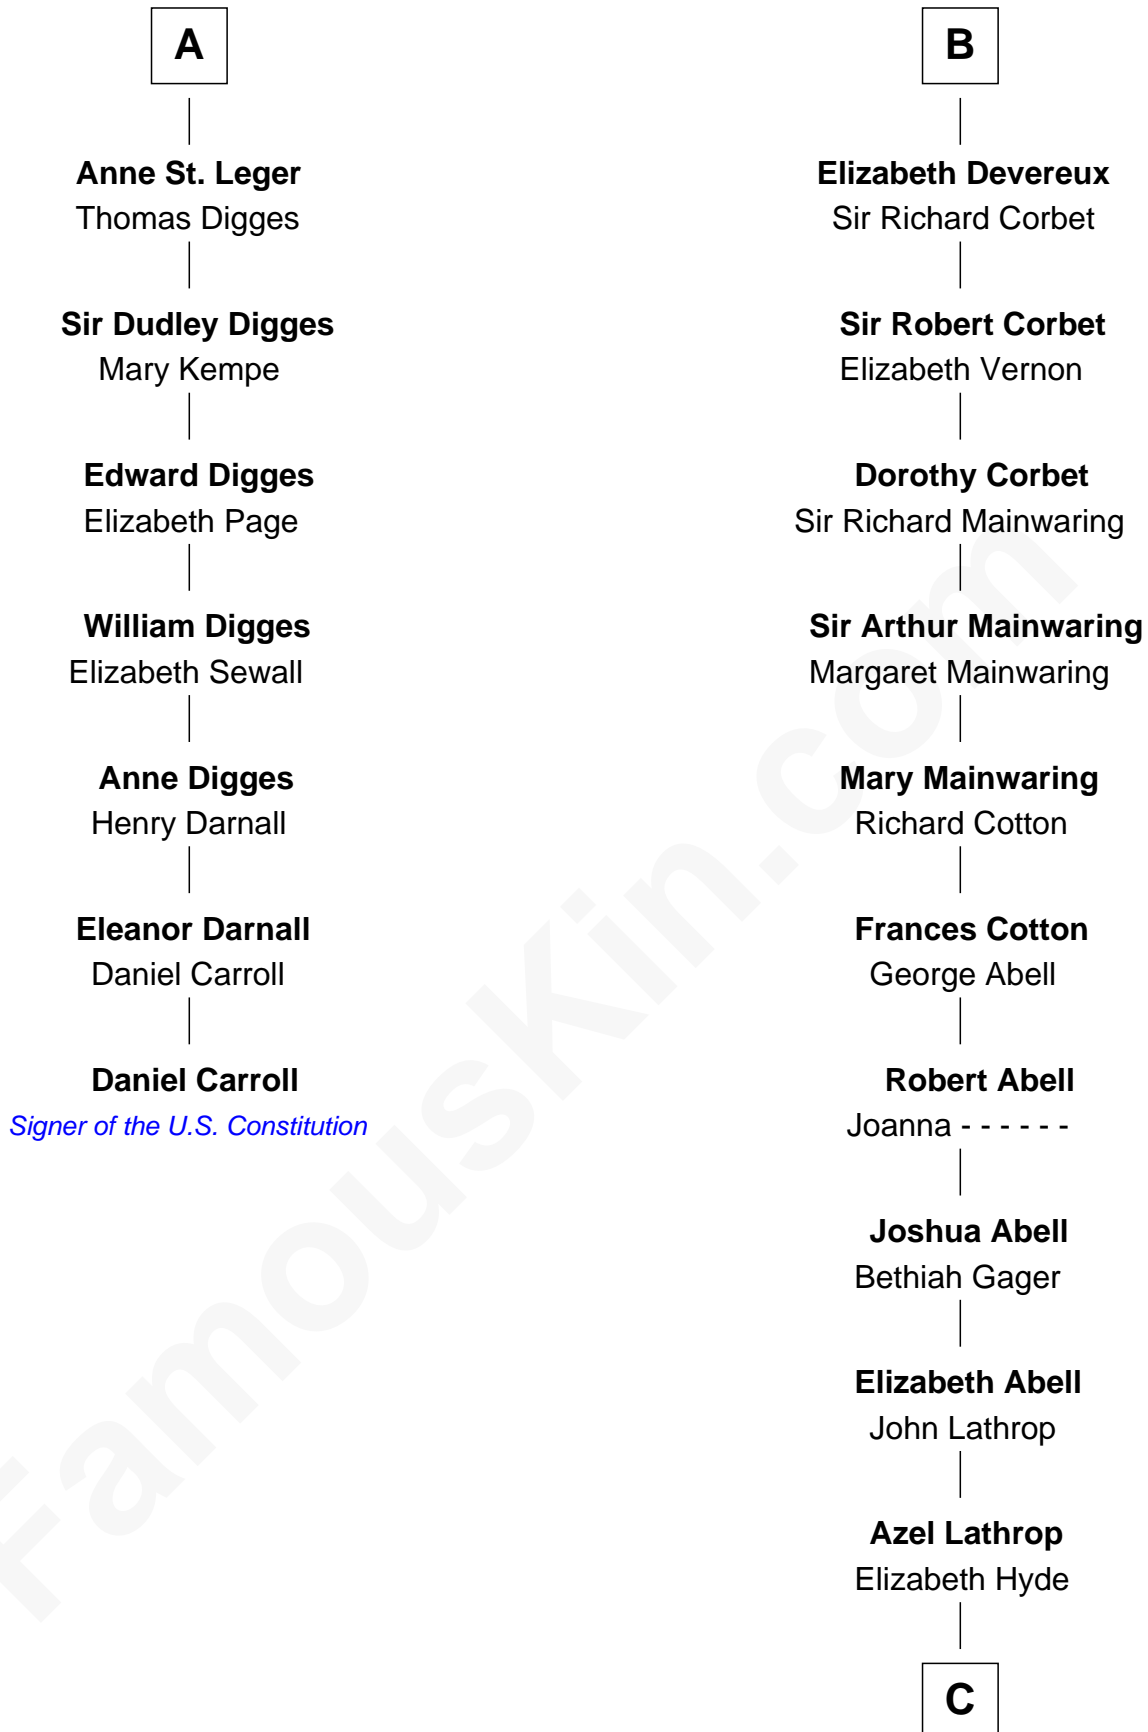 A
Anne St. Leger
Thomas Digges
Sir Dudley Digges
Mary Kempe
Edward Digges
Elizabeth Page
William Digges
Elizabeth Sewall
Anne Digges
Henry Darnall
Eleanor Darnall
Daniel Carroll
Daniel Carroll
Signer of the U.S. Constitution
B
Elizabeth Devereux
Sir Richard Corbet
Sir Robert Corbet
Elizabeth Vernon
Dorothy Corbet
Sir Richard Mainwaring
Sir Arthur Mainwaring
Margaret Mainwaring
Mary Mainwaring
Richard Cotton
Frances Cotton
George Abell
Robert Abell
Joanna - - - - - -
Joshua Abell
Bethiah Gager
Elizabeth Abell
John Lathrop
Azel Lathrop
Elizabeth Hyde
C
FamousKin.com